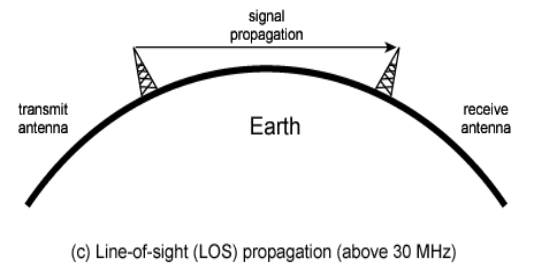 signal
propagation
transmit
antenna
Earth
receive
antenna
(c) Line-of-sight (LOS) propagation (above 30 MHz)